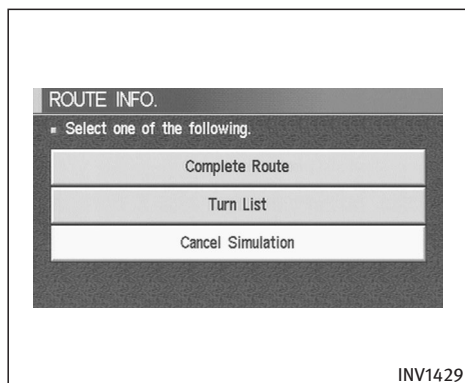 ROUTE INFO.
Select one of the following.
Complete Route
Turn List
Cancel Simulation
INV1429